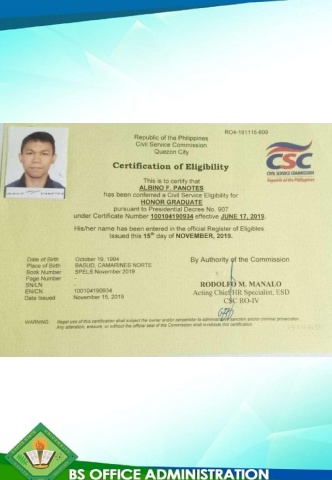 RO4-191115-609
Republic of the Philippines
Civil Service Commission
Quezon City
CSC
CIVIL SERVICE COMMISSION
Republic of the Philippines
Certification of Eligibility
This is to certify that
ALBINO F. PANOTES
has been conferred a Civil Service Eligibility for
HONOR GRADUATE
pursuant to Presidential Decree No. 907
under Certificate Number 100104190934 effective JUNE 17, 2019.
His/her name has been entered in the official Register of Eligibles
Issued this 15th day of NOVEMBER, 2019.
Date of Birth October 19, 1994
Place of Birth BASUD, CAMARINES NORTE
Book Number SPELS November 2019
Page Number -
SN/LN -
EN/CN 100104190934
Date Issued November 15, 2019
By Authority of the Commission
RODOLFO M. MANALO
Acting Chief HR Specialist, ESD
CSC RO-IV
WARNING: Illegal use of this certification shall subject the owner and/or perpetrator to administrative sanction and/or criminal prosecution.
Any alteration, erasure, or without the official seal of the Commission shall invalidate this certification.
BS OFFICE ADMINISTRATION